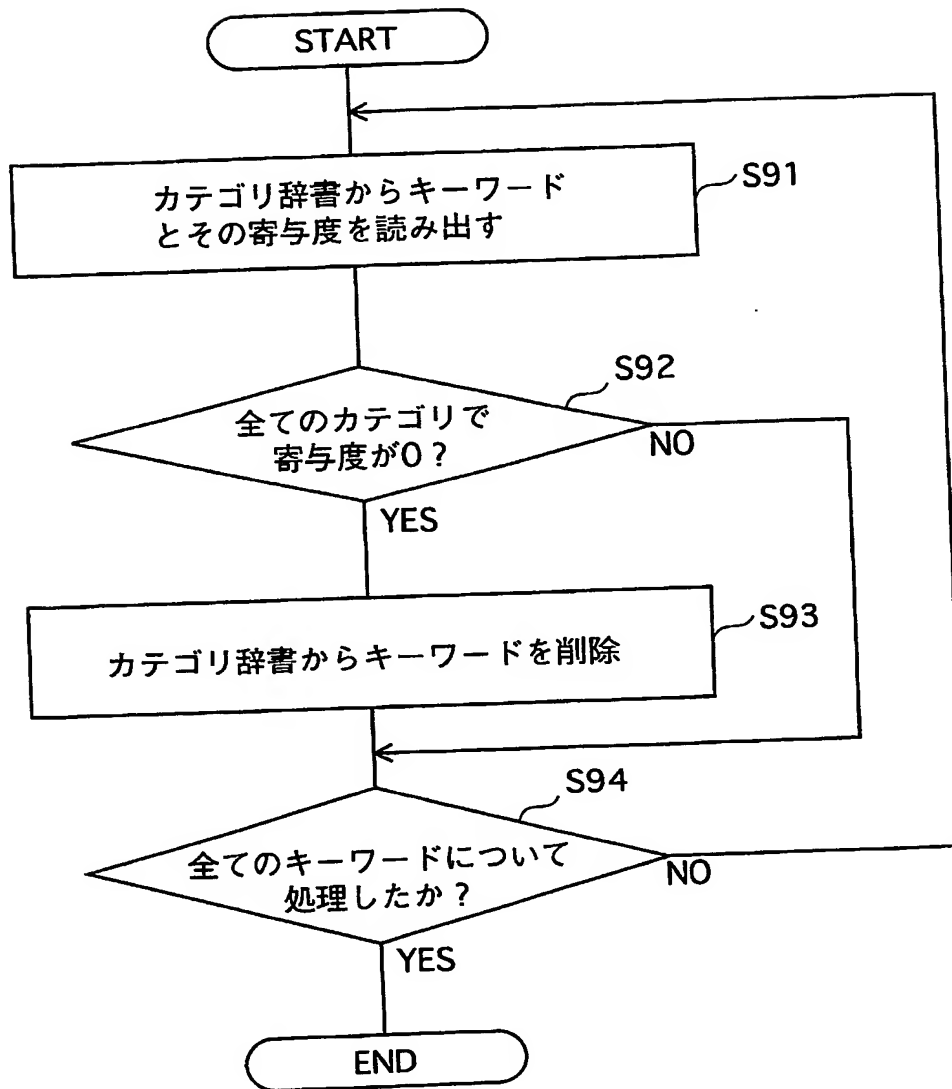 START
カテゴリ辞書からキーワード
とその寄与度を読み出す
S91
全てのカテゴリで
寄与度が0？
S92
NO
YES
カテゴリ辞書からキーワードを削除
S93
全てのキーワードについて
処理したか？
S94
NO
YES
END